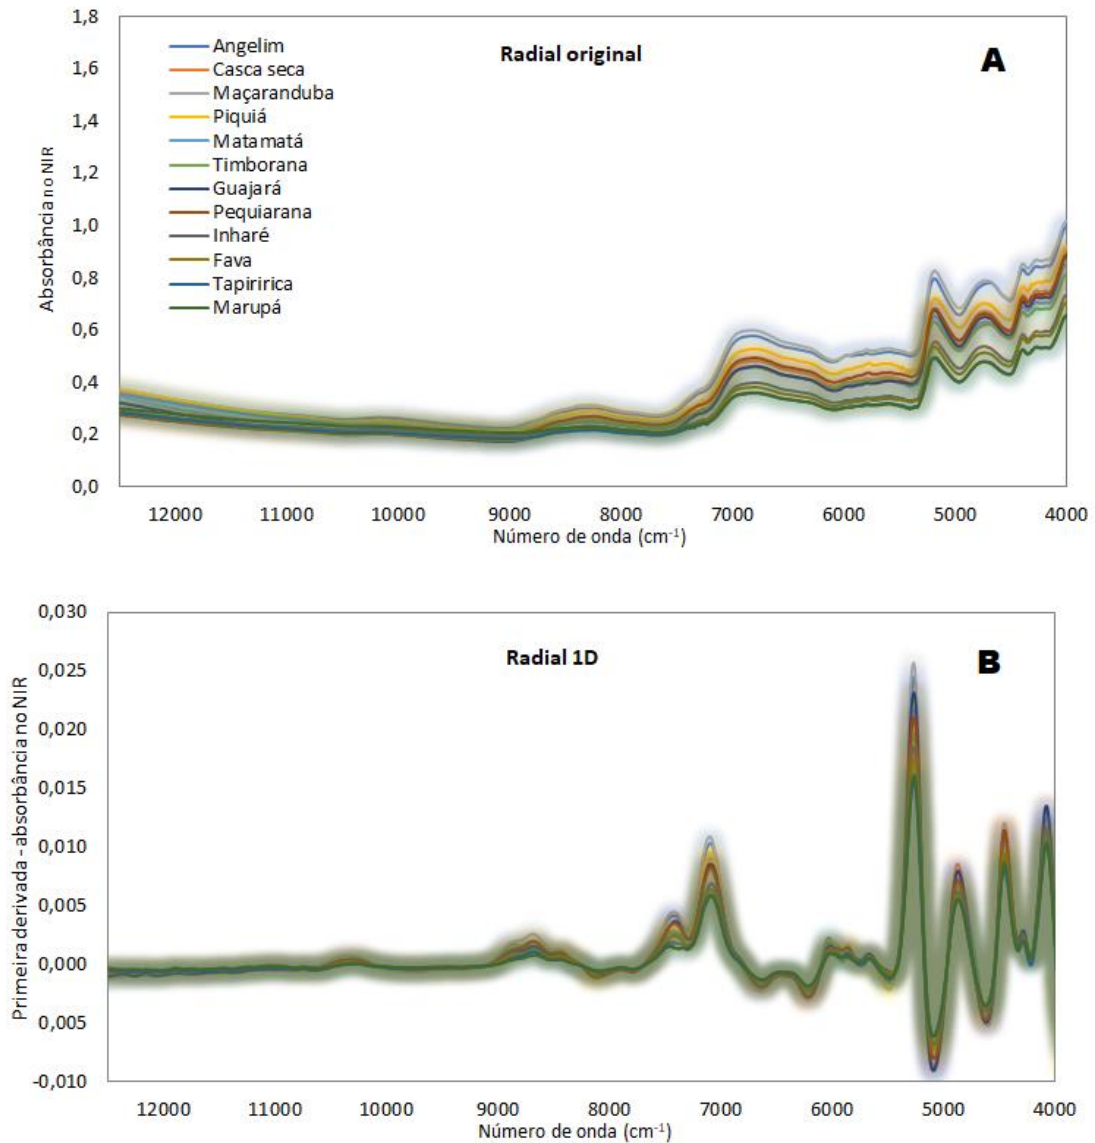 1,8
Radial original
A
1,6
1,4
1,2
1,0
0,8
0,6
0,4
0,2
0,0
Absorbância no NIR
Angelim
Casca seca
Maçaranduba
Piquiá
Matamatá
Timborana
Guajará
Pequiarana
Inharé
Fava
Tapiririca
Marupá
12000 11000 10000 9000 8000 7000 6000 5000 4000
Número de onda (cm⁻¹)
0,030
Radial 1D
B
0,025
0,020
0,015
0,010
0,005
0,000
0,005
-0,010
Primeira derivada - absorbância no NIR
12000 11000 10000 9000 8000 7000 6000 5000 4000
Número de onda (cm⁻¹)